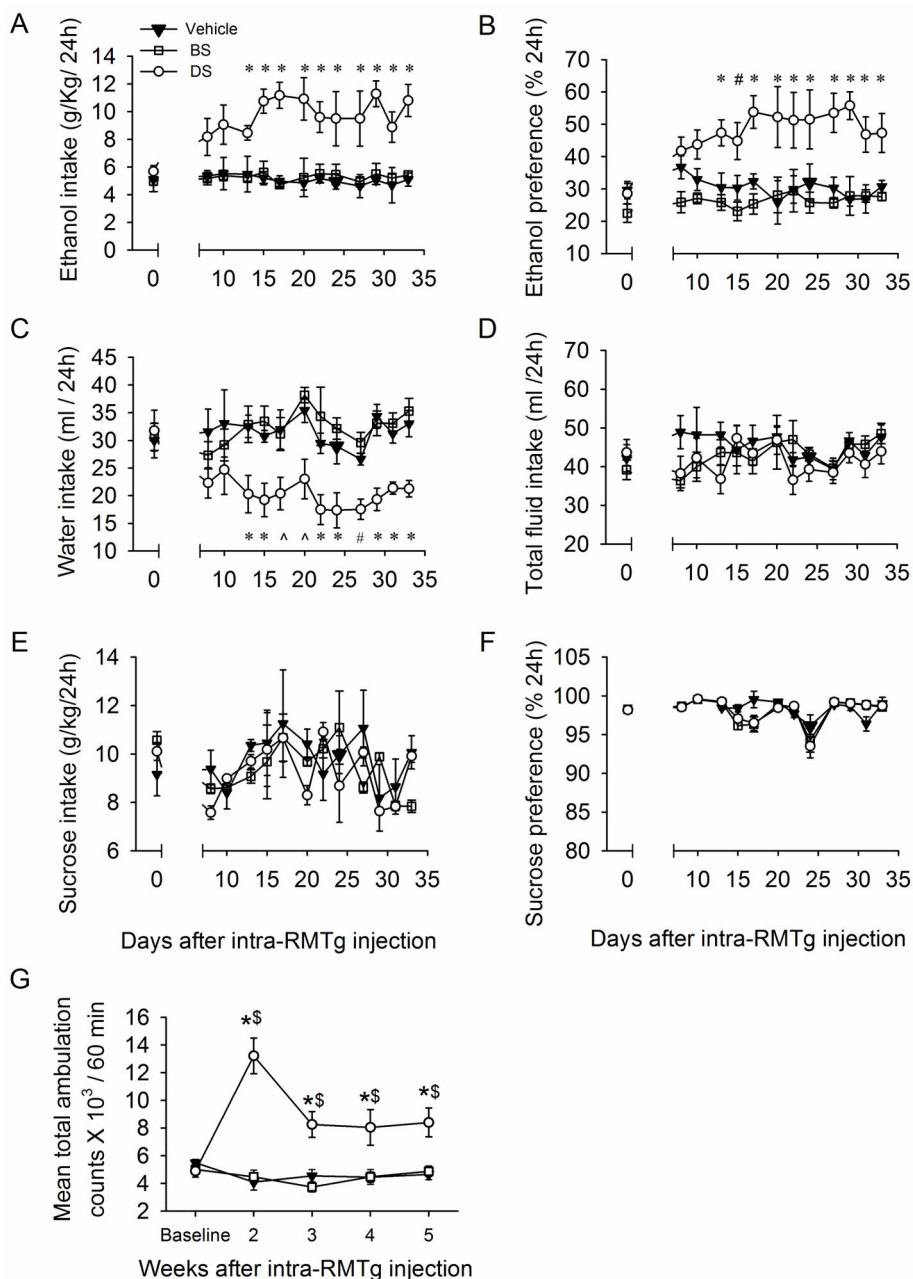 A
Vehicle
BS
DS
Ethanol intake (g/Kg/ 24h)
14
12
10
8
6
4
2
0
* * * * * * * * * *
0 10 15 20 25 30 35
B
Ethanol preference (% 24h)
70
60
50
40
30
20
10
* # * * * * * * * *
0 10 15 20 25 30 35
C
Water intake (ml / 24h)
45
40
35
30
25
20
15
10
* * ^ ^ * * # * * *
0 10 15 20 25 30 35
D
Total fluid intake (ml /24h)
70
60
50
40
30
20
0 10 15 20 25 30 35
E
Sucrose intake (g/kg/24h)
14
12
10
8
6
0 10 15 20 25 30 35
Days after intra-RMTg injection
F
Sucrose preference (% 24h)
105
100
95
90
85
80
0 10 15 20 25 30 35
Days after intra-RMTg injection
G
Mean total ambulation
counts X 10³ / 60 min
16
14
12
10
8
6
4
2
*$ *$ *$ *$
Baseline 2 3 4 5
Weeks after intra-RMTg injection